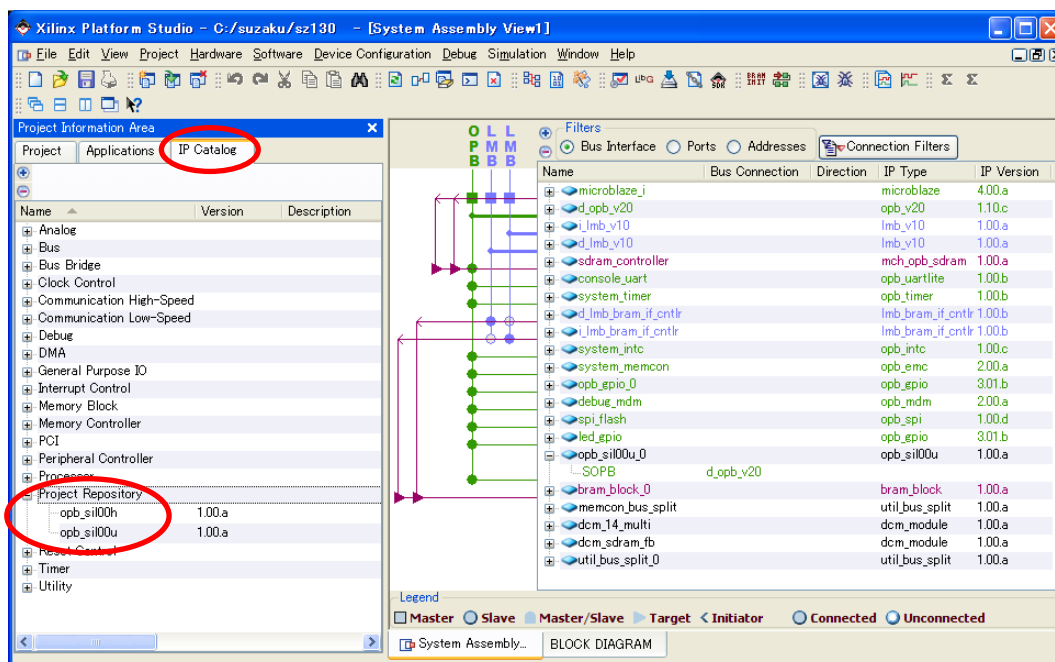 Xilinx Platform Studio - C:/suzaku/sz130 - [System Assembly View1]
File Edit View Project Hardware Software Device Configuration Debug Simulation Window Help
Project Information Area
Project Applications IP Catalog
Name Version Description
Analog
Bus
Bus Bridge
Clock Control
Communication High-Speed
Communication Low-Speed
Debug
DMA
General Purpose IO
Interrupt Control
Memory Block
Memory Controller
PCI
Peripheral Controller
Processor
Project Repository
opb_sil00h 1.00.a
opb_sil00u 1.00.a
Reset Control
Timer
Utility
OPB LMB LMB
Filters
Bus Interface Ports Addresses Connection Filters
Name Bus Connection Direction IP Type IP Version
microblaze_i microblaze 4.00.a
d_opb_v20 opb_v20 1.10.c
i_lmb_v10 lmb_v10 1.00.a
d_lmb_v10 lmb_v10 1.00.a
sdram_controller mch_opb_sdram 1.00.a
console_uart opb_uartlite 1.00.b
system_timer opb_timer 1.00.b
d_lmb_bram_if_cntlr lmb_bram_if_cntlr 1.00.b
i_lmb_bram_if_cntlr lmb_bram_if_cntlr 1.00.b
system_intc opb_intc 1.00.c
system_memcon opb_emc 2.00.a
opb_gpio_0 opb_gpio 3.01.b
debug_mdm opb_mdm 2.00.a
spi_flash opb_spi 1.00.d
led_gpio opb_gpio 3.01.b
opb_sil00u_0 opb_sil00u 1.00.a
SOPB d_opb_v20
bram_block_0 bram_block 1.00.a
memcon_bus_split util_bus_split 1.00.a
dcm_14_multi dcm_module 1.00.a
dcm_sdram_fb dcm_module 1.00.a
util_bus_split_0 util_bus_split 1.00.a
Legend
Master Slave Master/Slave Target Initiator Connected Unconnected
System Assembly... BLOCK DIAGRAM